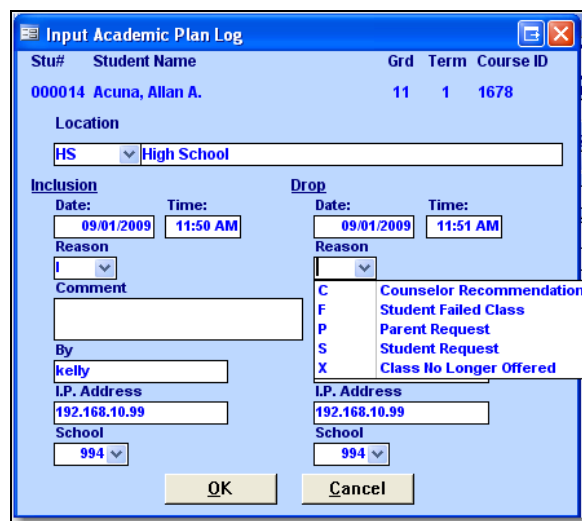 Input Academic Plan Log
Stu# Student Name Grd Term Course ID
000014 Acuna, Allan A. 11 1 1678
Location
HS High School
Inclusion Drop
Date: Time: Date: Time:
09/01/2009 11:50 AM 09/01/2009 11:51 AM
Reason Reason
I
Comment
C Counselor Recommendation
F Student Failed Class
P Parent Request
S Student Request
X Class No Longer Offered
By
kelly
I.P. Address I.P. Address
192.168.10.99 192.168.10.99
School School
994 994
OK Cancel